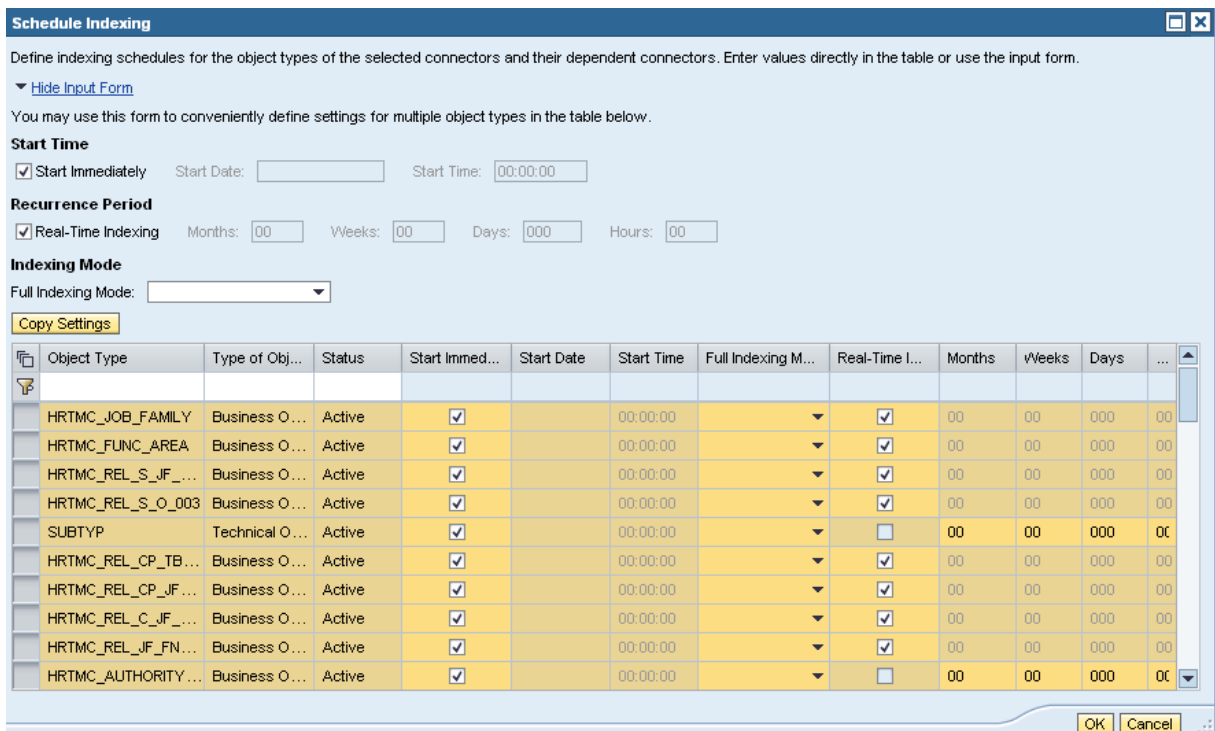 Schedule Indexing
Define indexing schedules for the object types of the selected connectors and their dependent connectors. Enter values directly in the table or use the input form.
Hide Input Form
You may use this form to conveniently define settings for multiple object types in the table below.
Start Time
Start Immediately Start Date: Start Time: 00:00:00
Recurrence Period
Real-Time Indexing Months: 00 Weeks: 00 Days: 000 Hours: 00
Indexing Mode
Full Indexing Mode:
Copy Settings
Object Type Type of Obj... Status Start Immed... Start Date Start Time Full Indexing M... Real-Time I... Months Weeks Days ...
HRTMC_JOB_FAMILY Business O... Active 00:00:00 00 00 000 00
HRTMC_FUNC_AREA Business O... Active 00:00:00 00 00 000 00
HRTMC_REL_S_JF_... Business O... Active 00:00:00 00 00 000 00
HRTMC_REL_S_O_003 Business O... Active 00:00:00 00 00 000 00
SUBTYP Technical O... Active 00:00:00 00 00 000 00
HRTMC_REL_CP_TB... Business O... Active 00:00:00 00 00 000 00
HRTMC_REL_CP_JF... Business O... Active 00:00:00 00 00 000 00
HRTMC_REL_C_JF_... Business O... Active 00:00:00 00 00 000 00
HRTMC_REL_JF_FN... Business O... Active 00:00:00 00 00 000 00
HRTMC_AUTHORITY... Business O... Active 00:00:00 00 00 000 00
OK Cancel